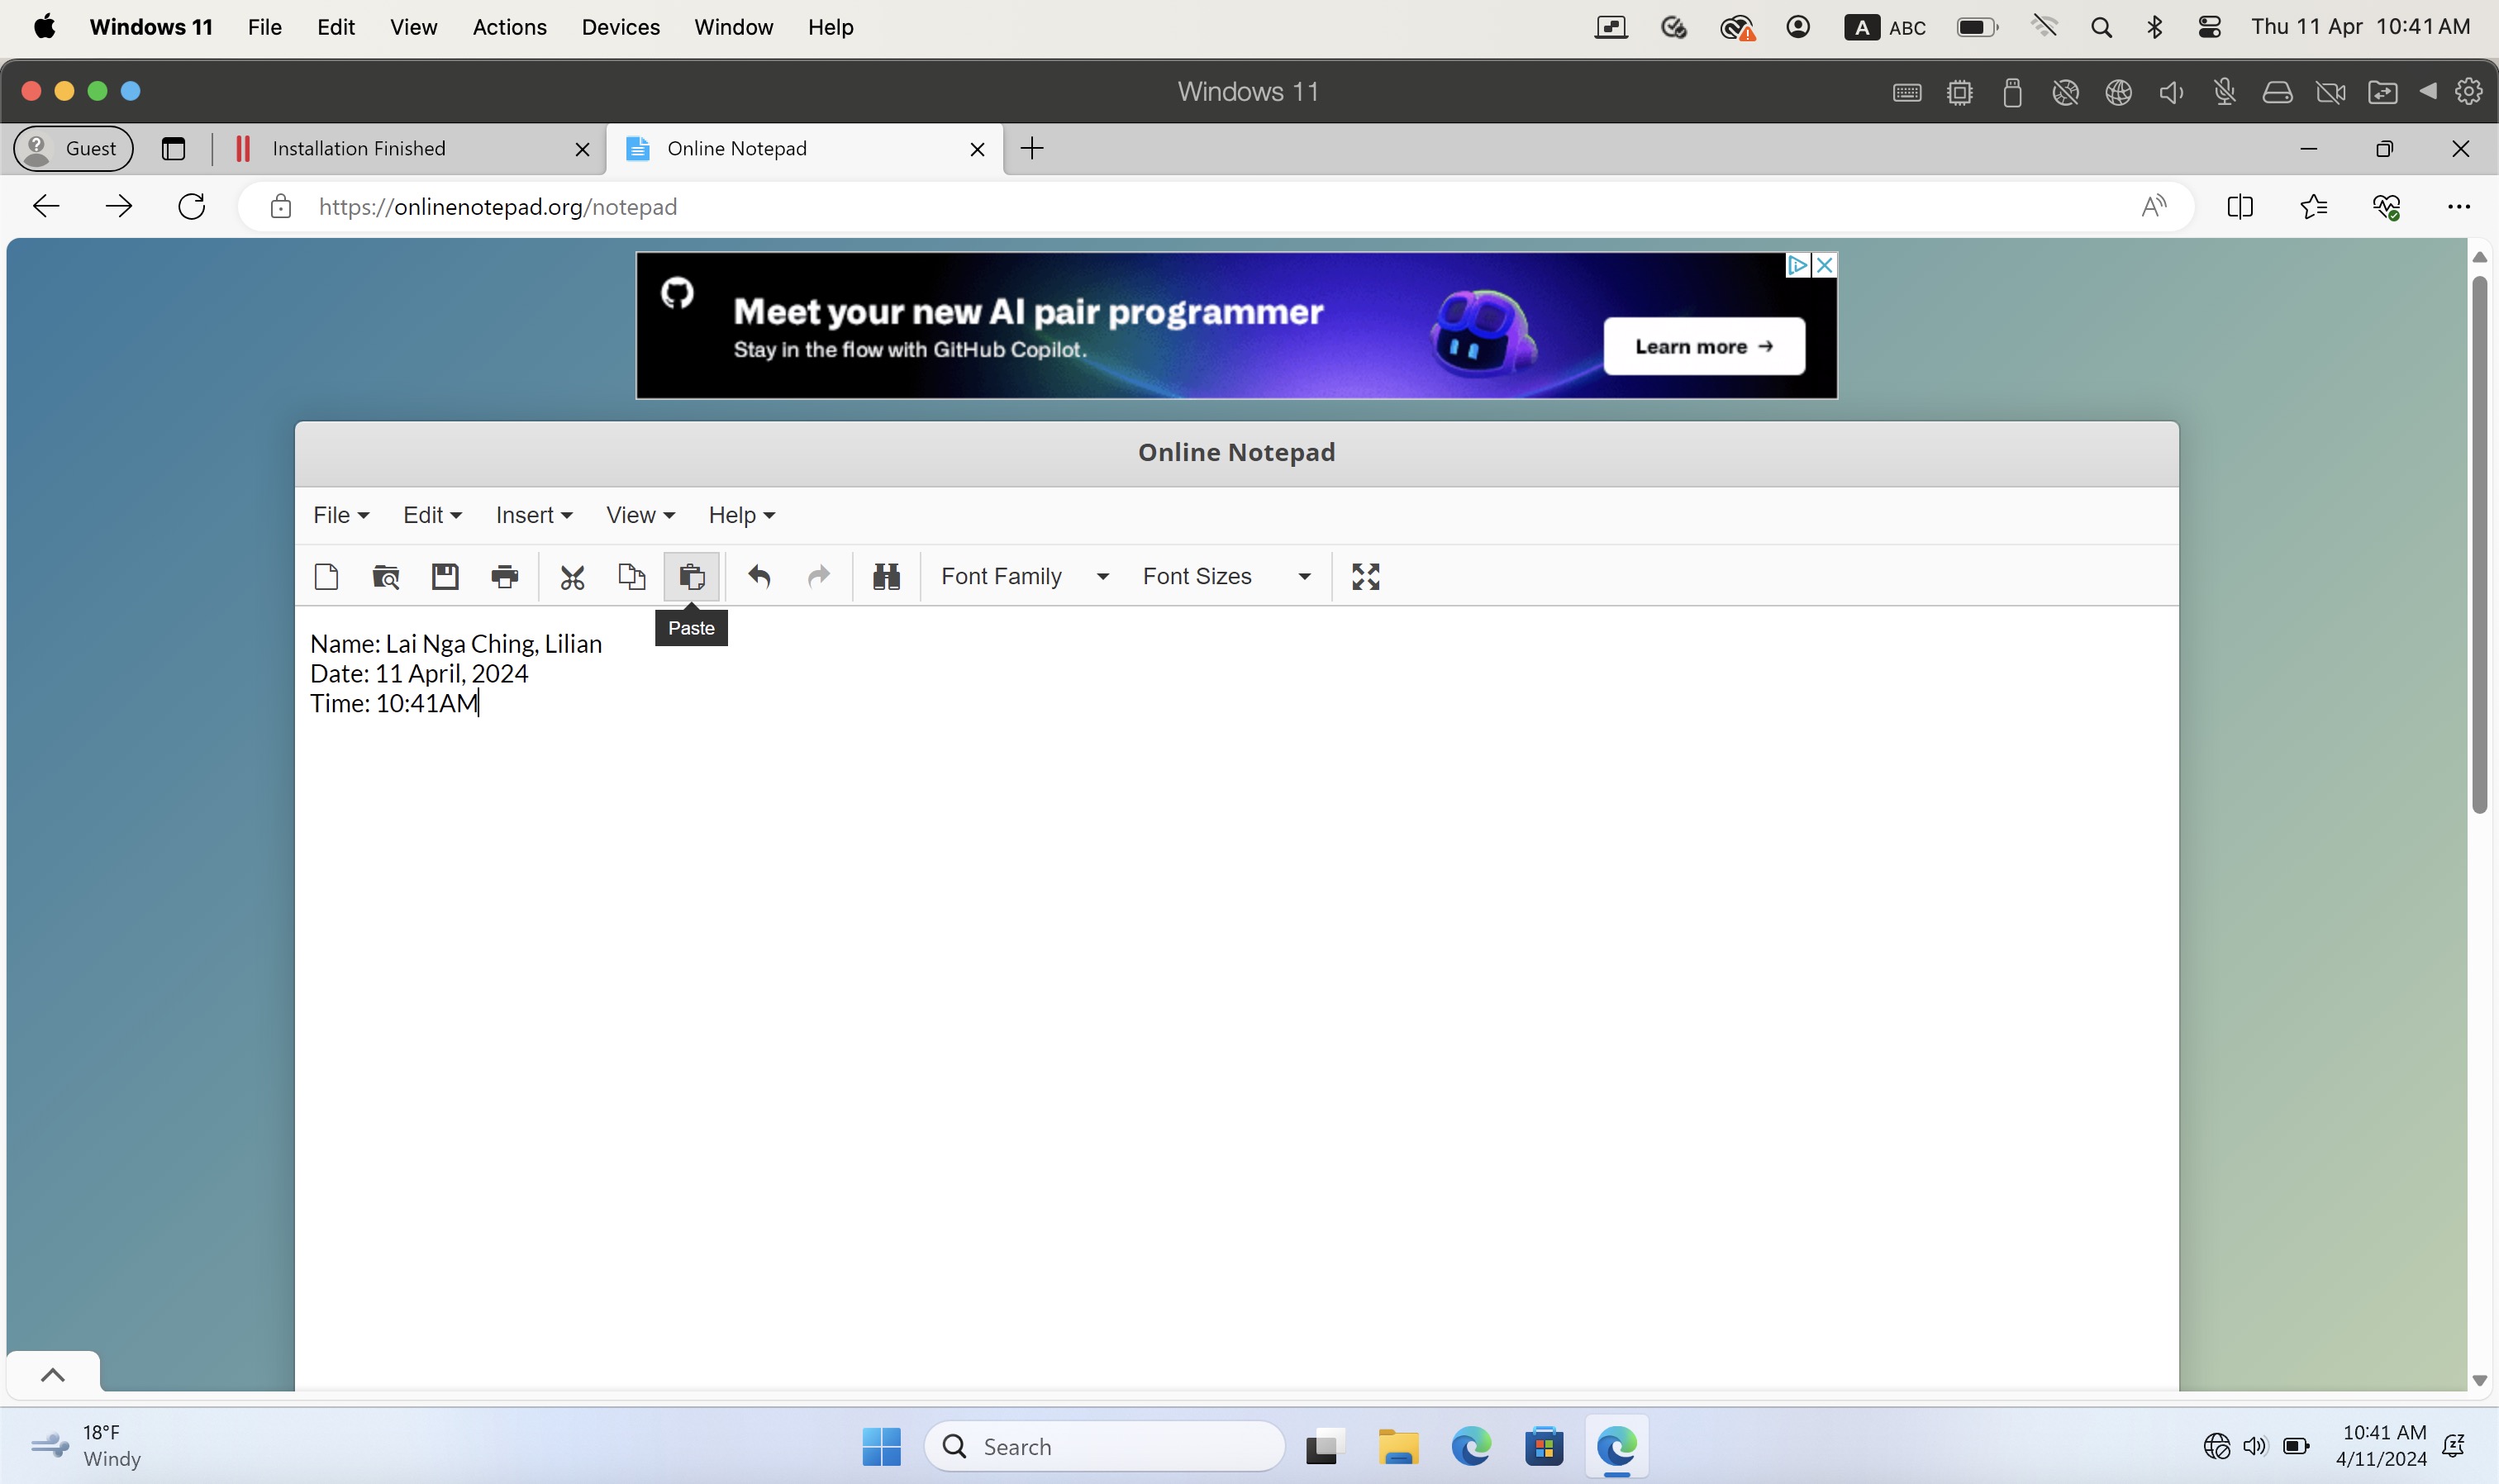 Windows 11 File Edit View Actions Devices Window Help A ABC Thu 11 Apr 10:41 AM
Windows 11
Guest Installation Finished Online Notepad
https://onlinenotepad.org/notepad A
Meet your new AI pair programmer
Stay in the flow with GitHub Copilot.
Learn more →
Online Notepad
File Edit Insert View Help
Font Family Font Sizes
Paste
Name: Lai Nga Ching, Lilian
Date: 11 April, 2024
Time: 10:41AM
18°F
Windy
Search
10:41 AM
4/11/2024